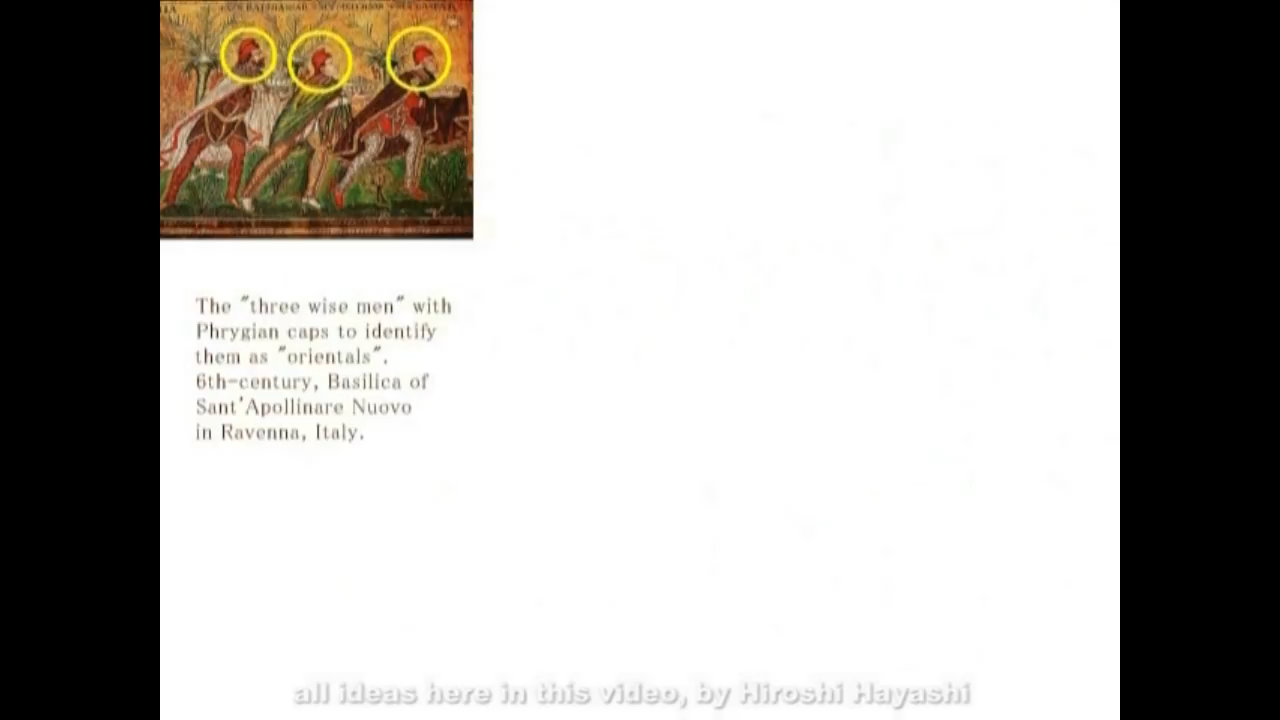 The "three wise men" with
Phrygian caps to identify
them as "orientals".
6th-century, Basilica of
Sant'Apollinare Nuovo
in Ravenna, Italy.
all ideas here in this video, by Hiroshi Hayashi